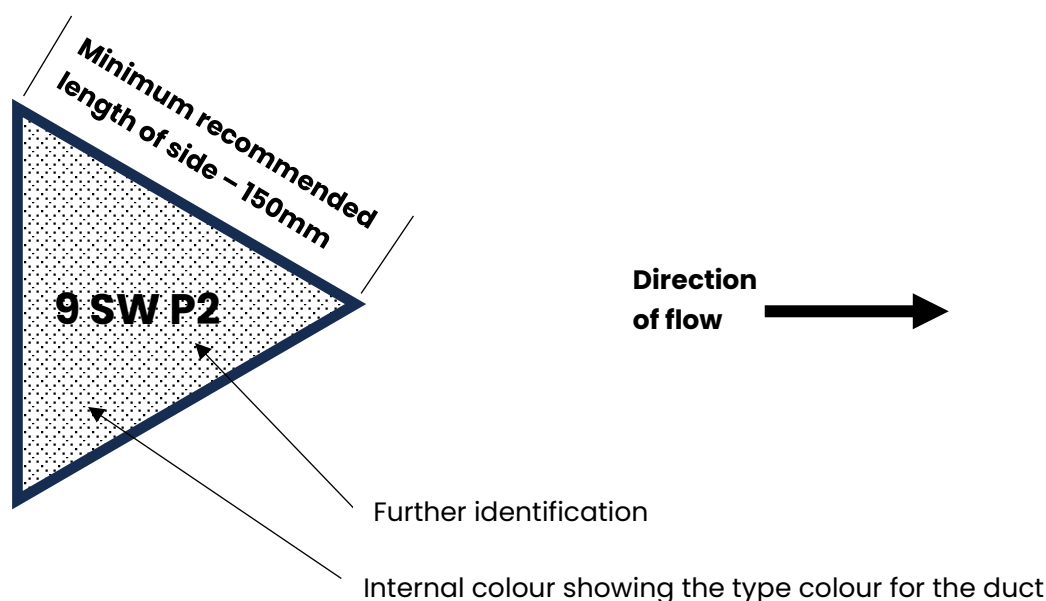 Minimum recommended
length of side – 150mm
9 SW P2
Direction
of flow
Further identification
Internal colour showing the type colour for the duct